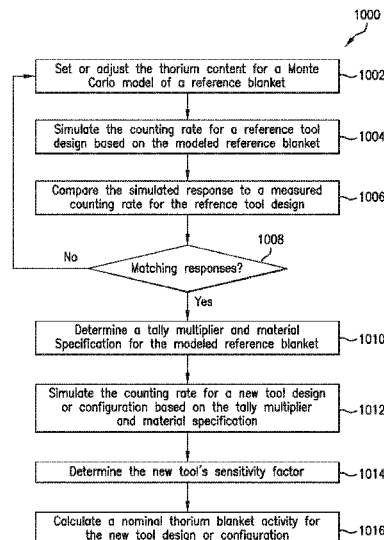 1000
Set or adjust the thorium content for a Monte
Carlo model of a reference blanket
1002
Simulate the counting rate for a reference tool
design based on the modeled reference blanket
1004
Compare the simulated response to a measured
counting rate for the refrence tool design
1006
1008
No
Matching responses?
Yes
Determine a tally multiplier and material
Specification for the modeled reference blanket
1010
Simulate the counting rate for a new tool design
or configuration based on the tally multiplier
and material specification
1012
Determine the new tool's sensitivity factor
1014
Calculate a nominal thorium blanket activity for
the new tool design or configuration
1016